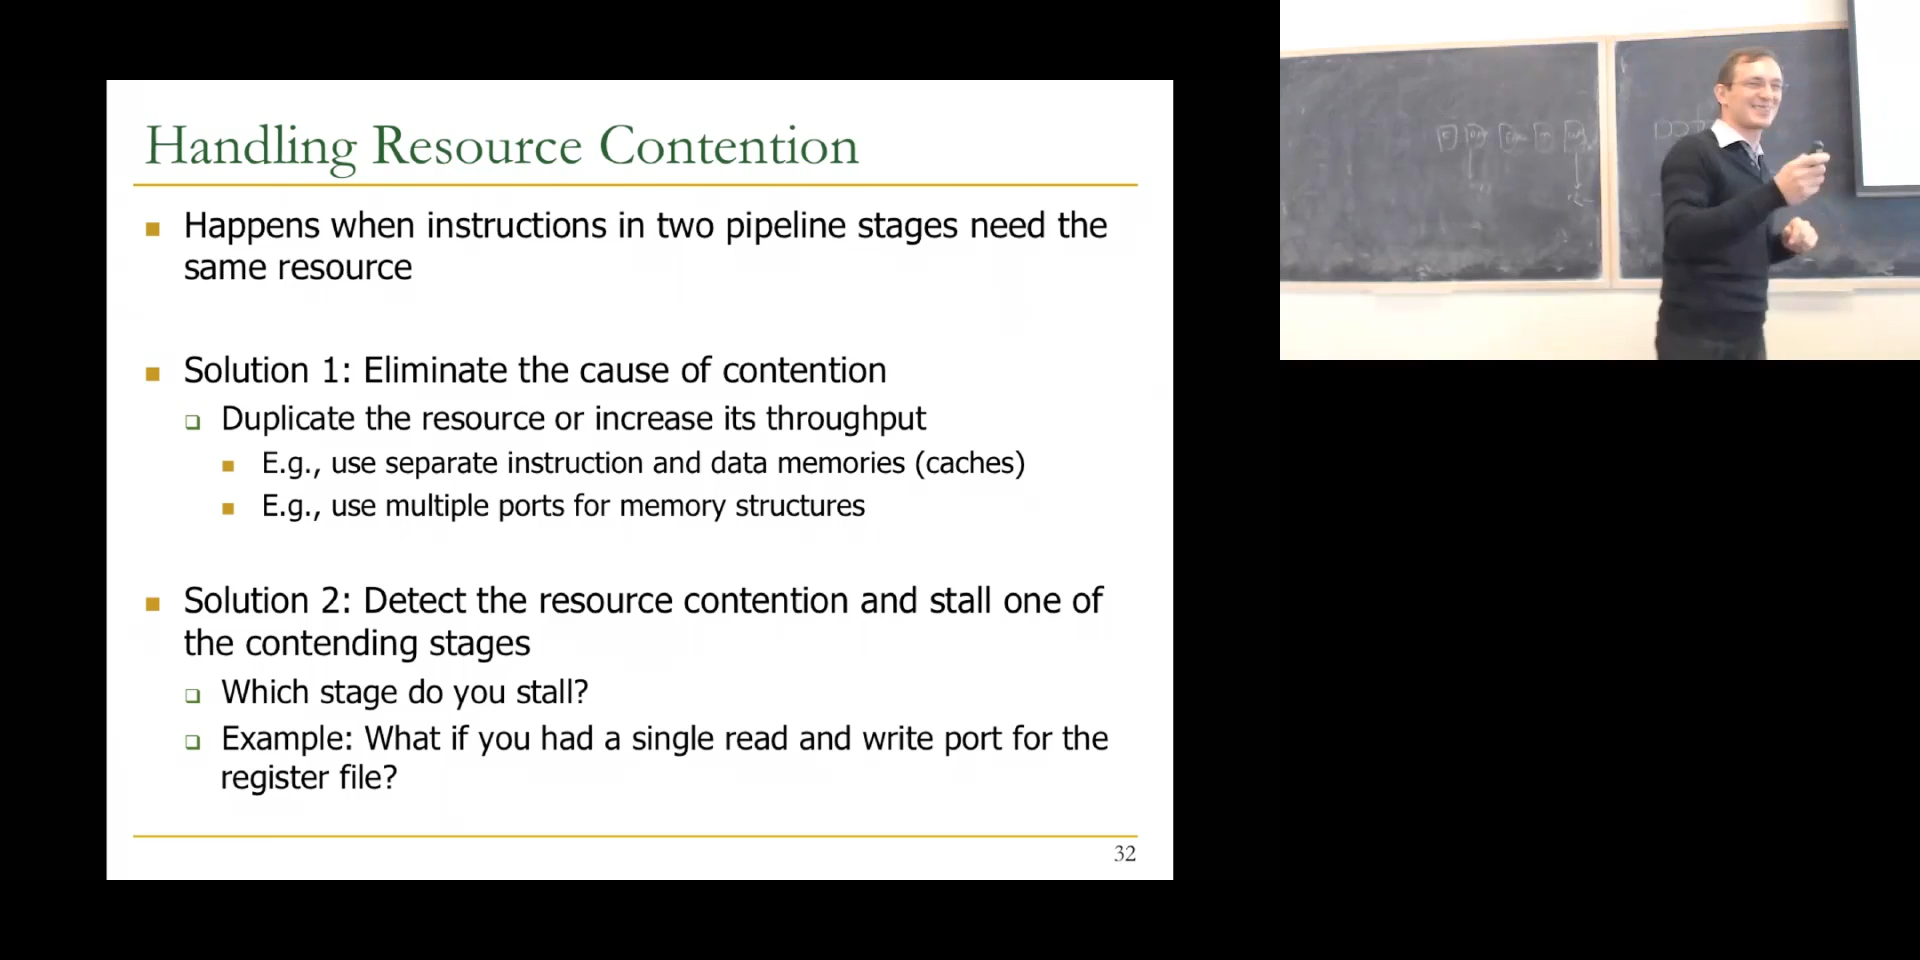 Handling Resource Contention
Happens when instructions in two pipeline stages need the
same resource
Solution 1: Eliminate the cause of contention
Duplicate the resource or increase its throughput
E.g., use separate instruction and data memories (caches)
E.g., use multiple ports for memory structures
Solution 2: Detect the resource contention and stall one of
the contending stages
Which stage do you stall?
Example: What if you had a single read and write port for the
register file?
32